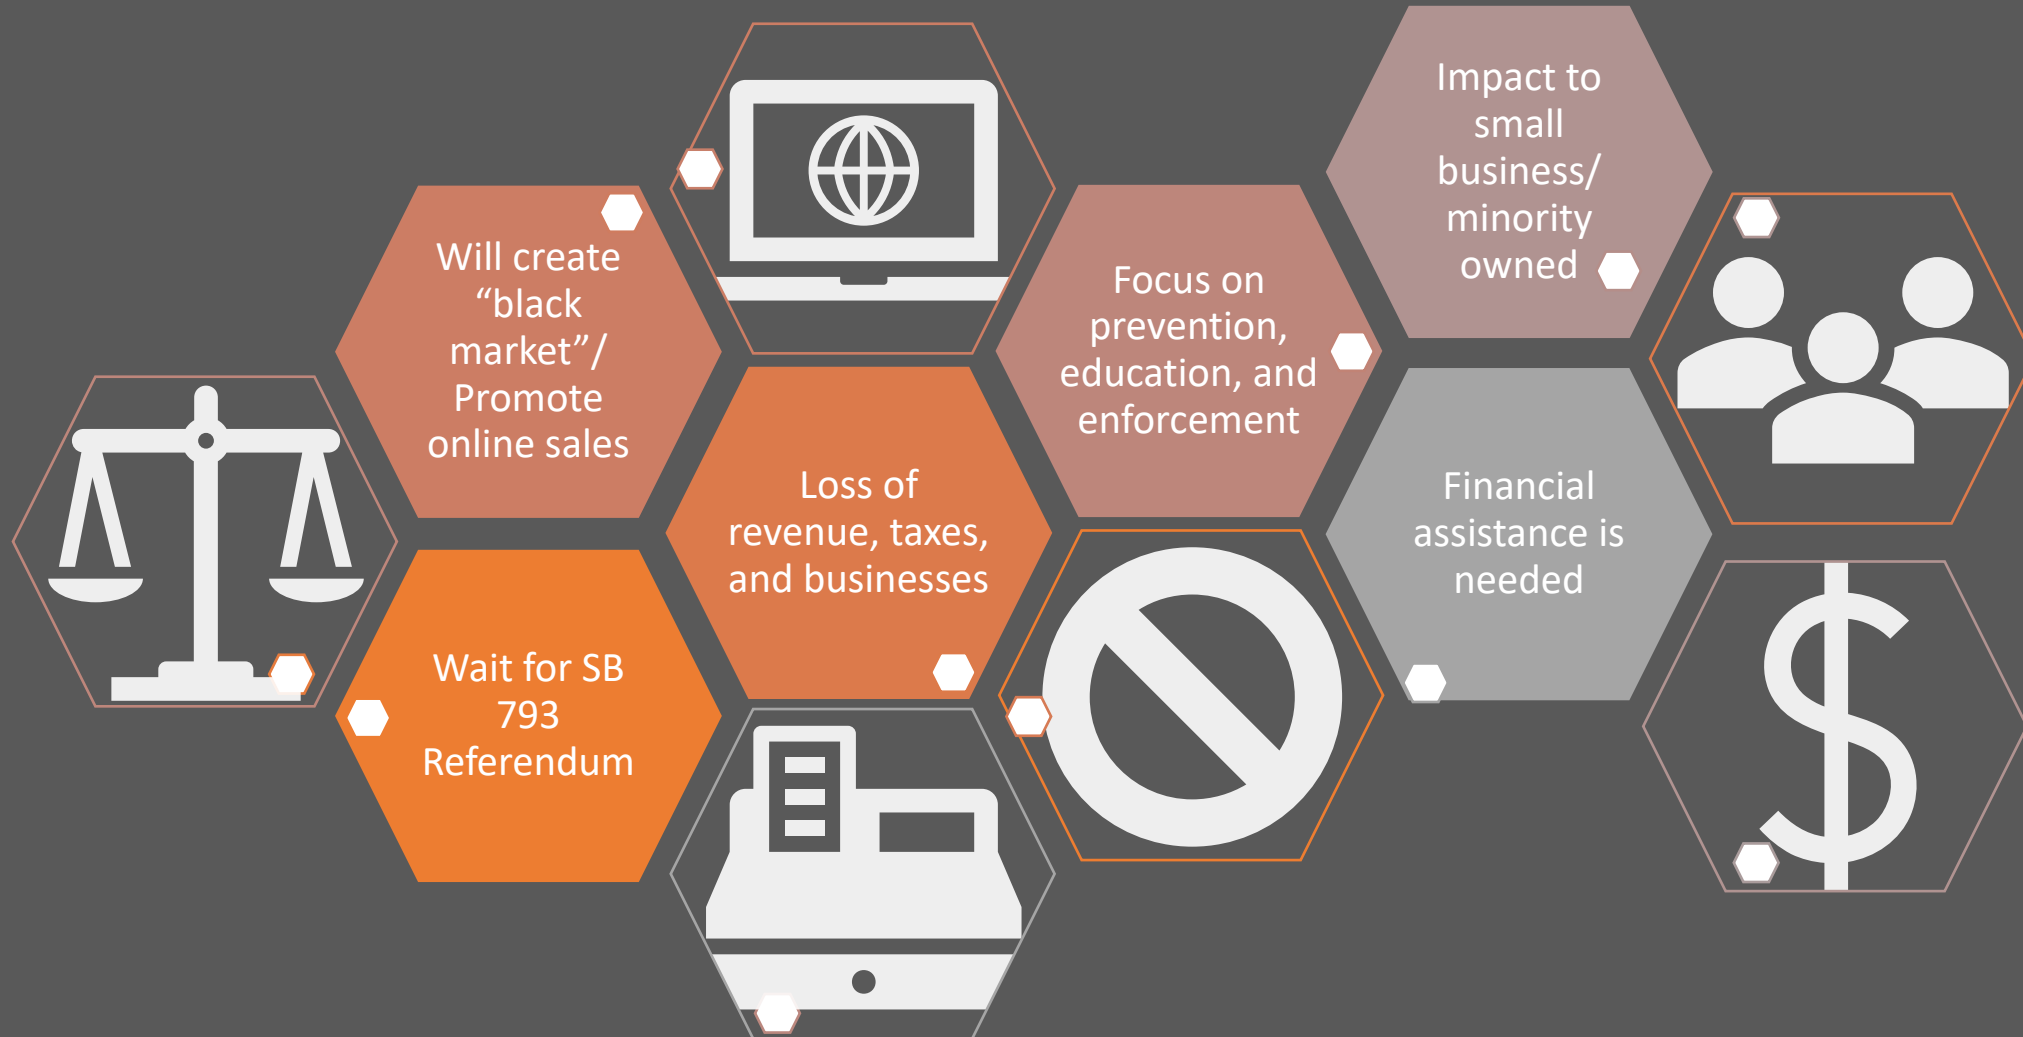 Will create
“black
market”/
Promote
online sales
Wait for SB
793
Referendum
Loss of
revenue, taxes,
and businesses
Focus on
prevention,
education, and
enforcement
Impact to
small
business/
minority
owned
Financial
assistance is
needed